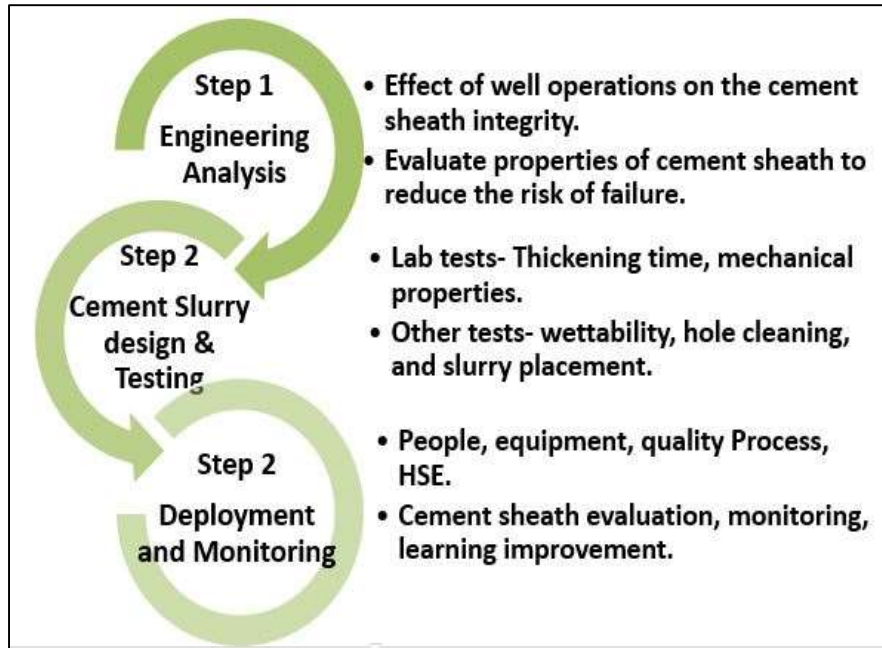 Step 1
Engineering
Analysis
• Effect of well operations on the cement
sheath integrity.
• Evaluate properties of cement sheath to
reduce the risk of failure.
Step 2
Cement Slurry
design &
Testing
• Lab tests- Thickening time, mechanical
properties.
• Other tests- wettability, hole cleaning,
and slurry placement.
Step 2
Deployment
and Monitoring
• People, equipment, quality Process,
HSE.
• Cement sheath evaluation, monitoring,
learning improvement.